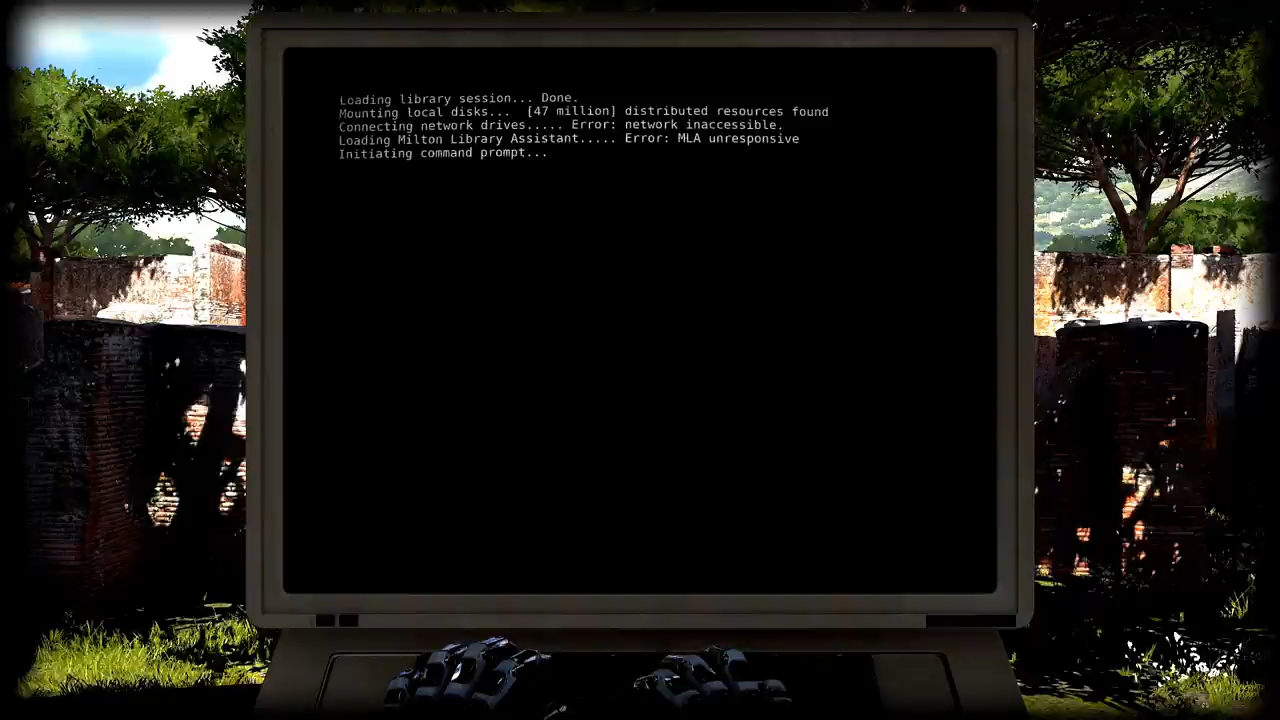 Loading library session... Done.
Mounting local disks...  [47 million] distributed resources found
Connecting network drives..... Error: network inaccessible.
Loading Milton Library Assistant..... Error: MLA unresponsive
Initiating command prompt...